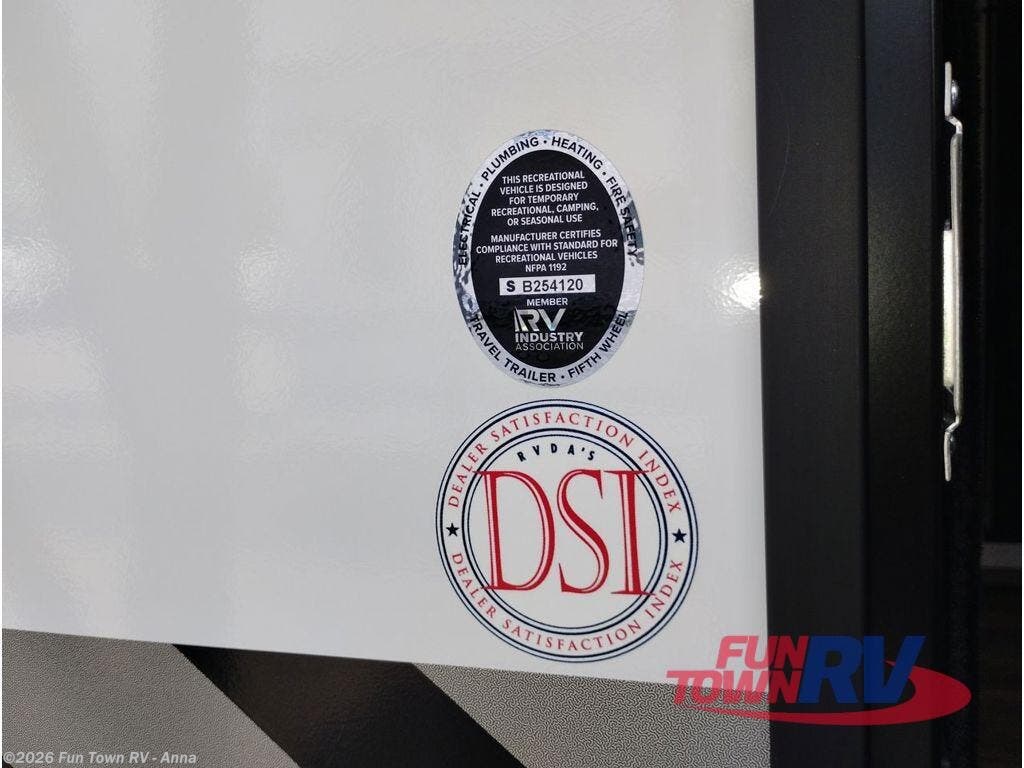 ELECTRICAL • PLUMBING • HEATING • FIRE SAFETY
THIS RECREATIONAL
VEHICLE IS DESIGNED
FOR TEMPORARY
RECREATIONAL, CAMPING,
OR SEASONAL USE
MANUFACTURER CERTIFIES
COMPLIANCE WITH STANDARD FOR
RECREATIONAL VEHICLES
NFPA 1192
S B254120
MEMBER
RV
INDUSTRY
ASSOCIATION
TRAVEL TRAILER • FIFTH WHEEL
DEALER SATISFACTION INDEX
RVDA'S
DSI
DEALER SATISFACTION INDEX
FUN
TOWN RV
©2026 Fun Town RV - Anna